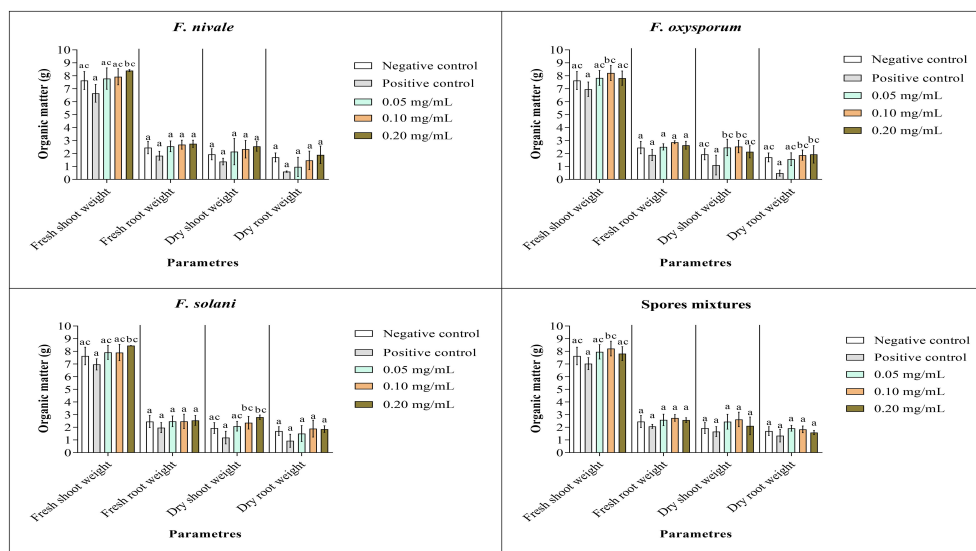 F. nivale
10
9
8
7
6
5
4
3
2
1
0
Organic matter (g)
ac a ac ac bc
a a a a a
a a a a a
a a a a a
Negative control
Positive control
0.05 mg/mL
0.10 mg/mL
0.20 mg/mL
Fresh shoot weight
Fresh root weight
Dry shoot weight
Dry root weight
Parametres
F. oxysporum
10
9
8
7
6
5
4
3
2
1
0
Organic matter (g)
ac a ac ac ac
a a a a a
ac a bc bc ac
ac a ac bc bc
Negative control
Positive control
0.05 mg/mL
0.10 mg/mL
0.20 mg/mL
Fresh shoot weight
Fresh root weight
Dry shoot weight
Dry root weight
Parametres
F. solani
10
9
8
7
6
5
4
3
2
1
0
Organic matter (g)
ac a ac ac bc
a a a a a
ac a a bc ac
a a a a a
Negative control
Positive control
0.05 mg/mL
0.10 mg/mL
0.20 mg/mL
Fresh shoot weight
Fresh root weight
Dry shoot weight
Dry root weight
Parametres
Spores mixtures
10
9
8
7
6
5
4
3
2
1
0
Organic matter (g)
ac a ac bc ac
a a a a a
a a a a a
a a a a a
Negative control
Positive control
0.05 mg/mL
0.10 mg/mL
0.20 mg/mL
Fresh shoot weight
Fresh root weight
Dry shoot weight
Dry root weight
Parametres